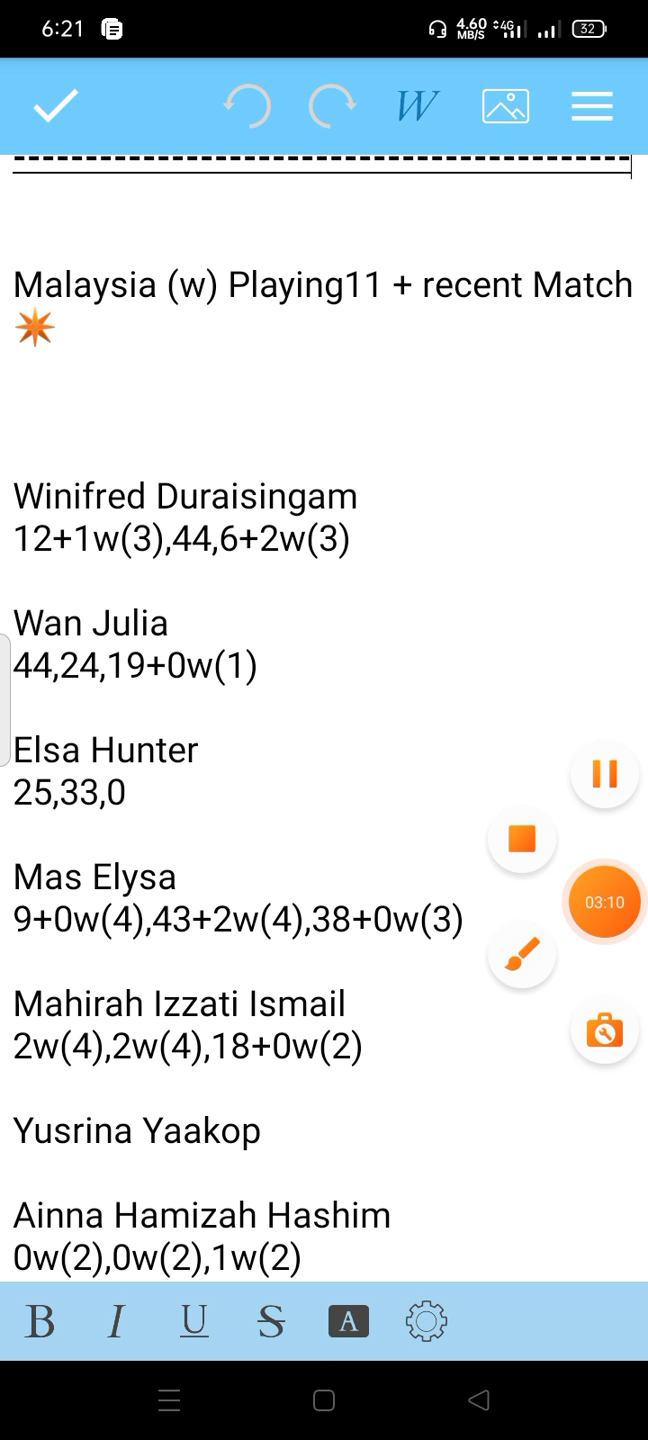 6:21
4.60 MB/S 4G 32
W
Malaysia (w) Playing11 + recent Match
✴
Winifred Duraisingam
12+1w(3),44,6+2w(3)
Wan Julia
44,24,19+0w(1)
Elsa Hunter
25,33,0
Mas Elysa
9+0w(4),43+2w(4),38+0w(3)
03:10
Mahirah Izzati Ismail
2w(4),2w(4),18+0w(2)
Yusrina Yaakop
Ainna Hamizah Hashim
0w(2),0w(2),1w(2)
B I U S A